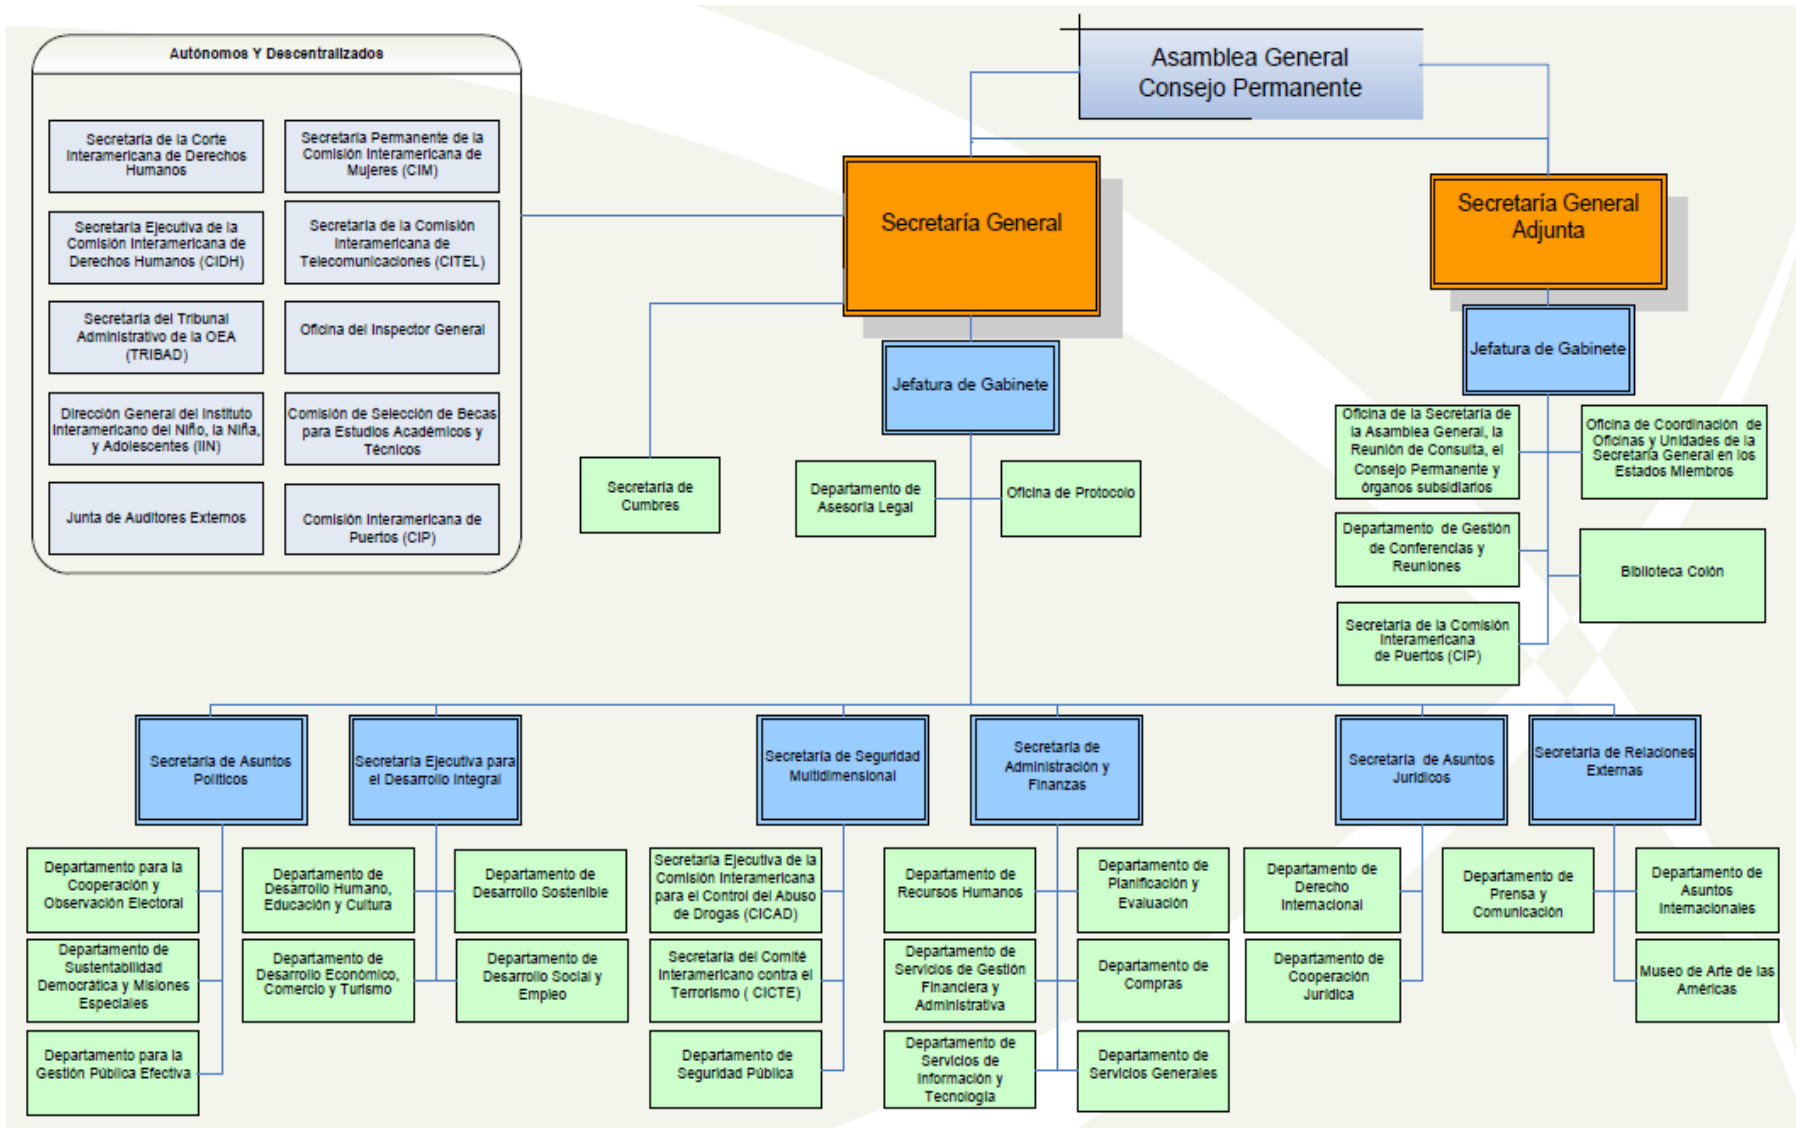 Autónomos Y Descentralizados
Secretaría de la Corte
Interamericana de Derechos
Humanos
Secretaría Permanente de la
Comisión Interamericana de
Mujeres (CIM)
Secretaría Ejecutiva de la
Comisión Interamericana de
Derechos Humanos (CIDH)
Secretaría de la Comisión
Interamericana de
Telecomunicaciones (CITEL)
Secretaría del Tribunal
Administrativo de la OEA
(TRIBAD)
Oficina del Inspector General
Dirección General del Instituto
Interamericano del Niño, la Niña,
y Adolescentes (IIN)
Comisión de Selección de Becas
para Estudios Académicos y
Técnicos
Junta de Auditores Externos
Comisión Interamericana de
Puertos (CIP)
Asamblea General
Consejo Permanente
Secretaría General
Secretaría General
Adjunta
Jefatura de Gabinete
Jefatura de Gabinete
Secretaría de
Cumbres
Departamento de
Asesoría Legal
Oficina de Protocolo
Oficina de la Secretaría de
la Asamblea General, la
Reunión de Consulta, el
Consejo Permanente y
órganos subsidiarios
Oficina de Coordinación de
Oficinas y Unidades de la
Secretaría General en los
Estados Miembros
Departamento de Gestión
de Conferencias y
Reuniones
Biblioteca Colón
Secretaría de la Comisión
Interamericana
de Puertos (CIP)
Secretaría de Asuntos
Políticos
Secretaría Ejecutiva para
el Desarrollo Integral
Secretaría de Seguridad
Multidimensional
Secretaría de
Administración y
Finanzas
Secretaría de Asuntos
Jurídicos
Secretaría de Relaciones
Externas
Departamento para la
Cooperación y
Observación Electoral
Departamento de
Desarrollo Humano,
Educación y Cultura
Departamento de
Desarrollo Sostenible
Secretaría Ejecutiva de la
Comisión Interamericana
para el Control del Abuso
de Drogas (CICAD)
Departamento de
Recursos Humanos
Departamento de
Planificación y
Evaluación
Departamento de
Derecho
Internacional
Departamento de
Prensa y
Comunicación
Departamento de
Asuntos
Internacionales
Departamento de
Sustentabilidad
Democrática y Misiones
Especiales
Departamento de
Desarrollo Económico,
Comercio y Turismo
Departamento de
Desarrollo Social y
Empleo
Secretaría del Comité
Interamericano contra el
Terrorismo ( CICTE)
Departamento de
Servicios de Gestión
Financiera y
Administrativa
Departamento de
Compras
Departamento de
Cooperación
Jurídica
Museo de Arte de las
Américas
Departamento para la
Gestión Pública Efectiva
Departamento de
Seguridad Pública
Departamento de
Servicios de
Información y
Tecnología
Departamento de
Servicios Generales